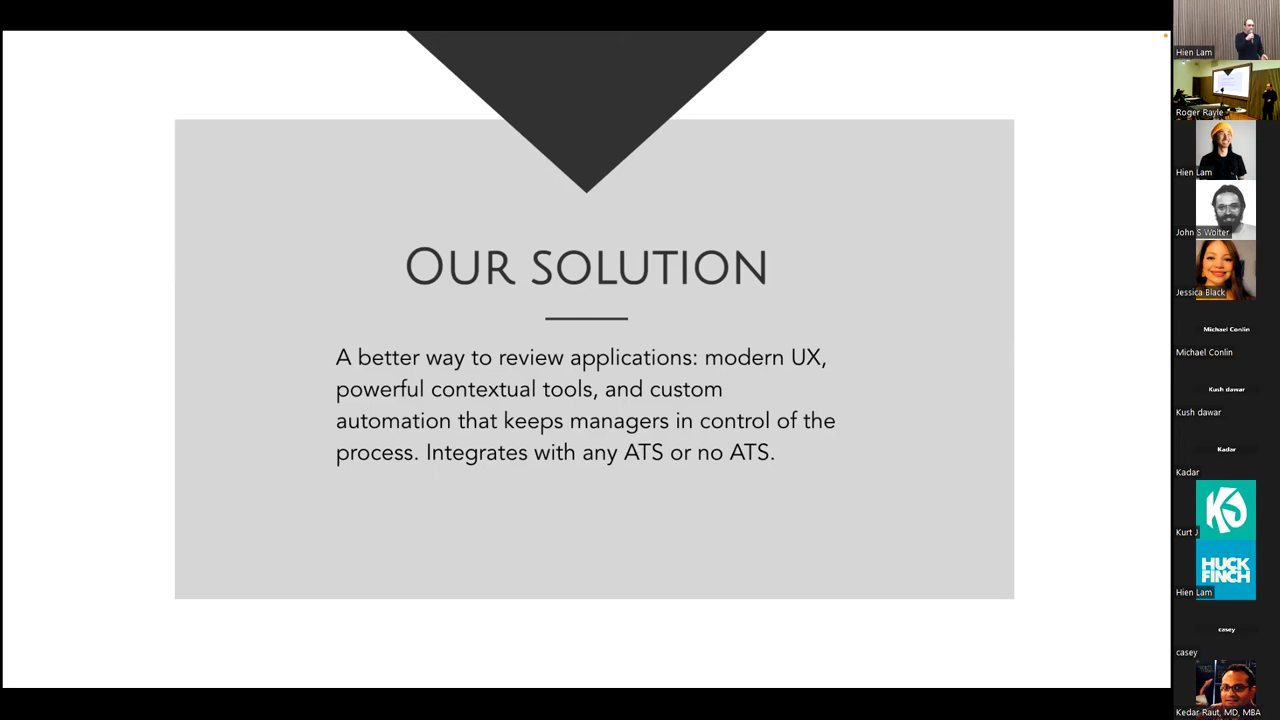 Our solution
A better way to review applications: modern UX,
powerful contextual tools, and custom
automation that keeps managers in control of the
process. Integrates with any ATS or no ATS.
Hien Lam
Roger Rayle
Hien Lam
John S Wolter
Jessica Black
Michael Conlin
Michael Conlin
Kush dawar
Kush dawar
Kadar
Kadar
KJ
Kurt J
HUCK
FINCH
Hien Lam
casey
casey
Kedar Raut, MD, MBA